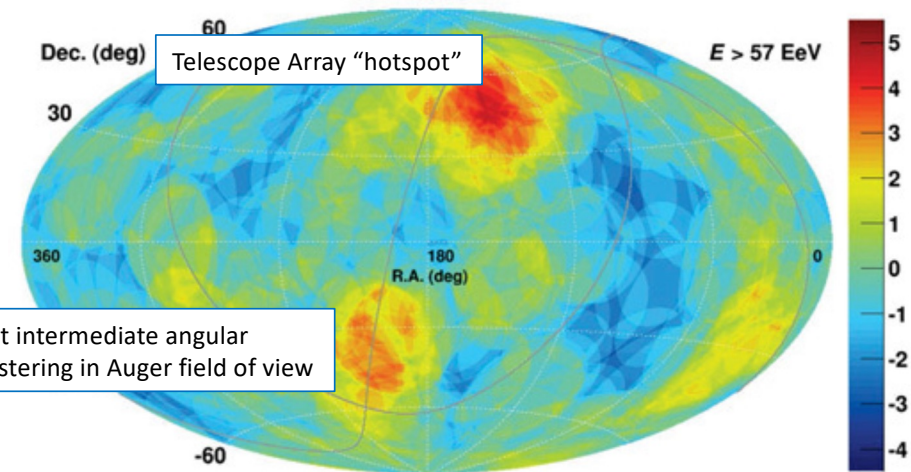 60
Dec. (deg)
Telescope Array “hotspot”
E > 57 EeV
30
360
180
0
R.A. (deg)
t intermediate angular
stering in Auger field of view
-60
5
4
3
2
1
0
-1
-2
-3
-4